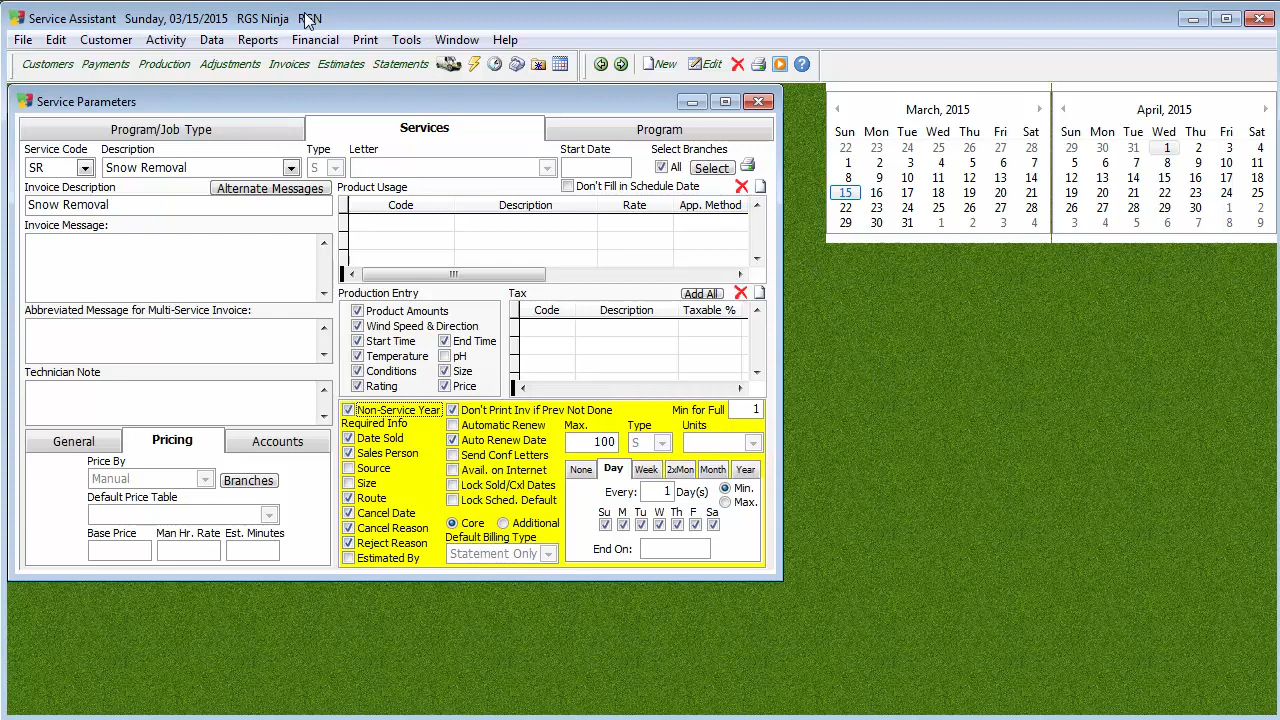 Service Assistant Sunday, 03/15/2015 RGS Ninja
File Edit Customer Activity Data Reports Financial Print Tools Window Help
Customers Payments Production Adjustments Invoices Estimates Statements New Edit
Service Parameters
Program/Job Type Services Program
Service Code Description Type Letter Start Date Select Branches
SR Snow Removal S All Select
Invoice Description Alternate Messages Product Usage Don't Fill in Schedule Date
Snow Removal Code Description Rate App. Method
Invoice Message:
Production Entry Tax Add All
Abbreviated Message for Multi-Service Invoice: Product Amounts Code Description Taxable %
Wind Speed & Direction
Start Time End Time
Temperature pH
Technician Note Conditions Size
Rating Price
Non-Service Year Don't Print Inv if Prev Not Done Min for Full 1
Required Info Automatic Renew Max. Type Units
Date Sold Auto Renew Date 100 S
Sales Person Send Conf Letters
Source Avail. on Internet None Day Week 2xMon Month Year
Size Lock Sold/Cxl Dates Every: 1 Day(s) Min.
Route Lock Sched. Default Max.
Cancel Date Su M Tu W Th F Sa
Cancel Reason Core Additional
Reject Reason Default Billing Type End On:
Estimated By Statement Only
General Pricing Accounts
Price By
Manual Branches
Default Price Table
Base Price Man Hr. Rate Est. Minutes
March, 2015
Sun Mon Tue Wed Thu Fri Sat
22 23 24 25 26 27 28
1 2 3 4 5 6 7
8 9 10 11 12 13 14
15 16 17 18 19 20 21
22 23 24 25 26 27 28
29 30 31 1 2 3 4
April, 2015
Sun Mon Tue Wed Thu Fri Sat
29 30 31 1 2 3 4
5 6 7 8 9 10 11
12 13 14 15 16 17 18
19 20 21 22 23 24 25
26 27 28 29 30 1 2
3 4 5 6 7 8 9